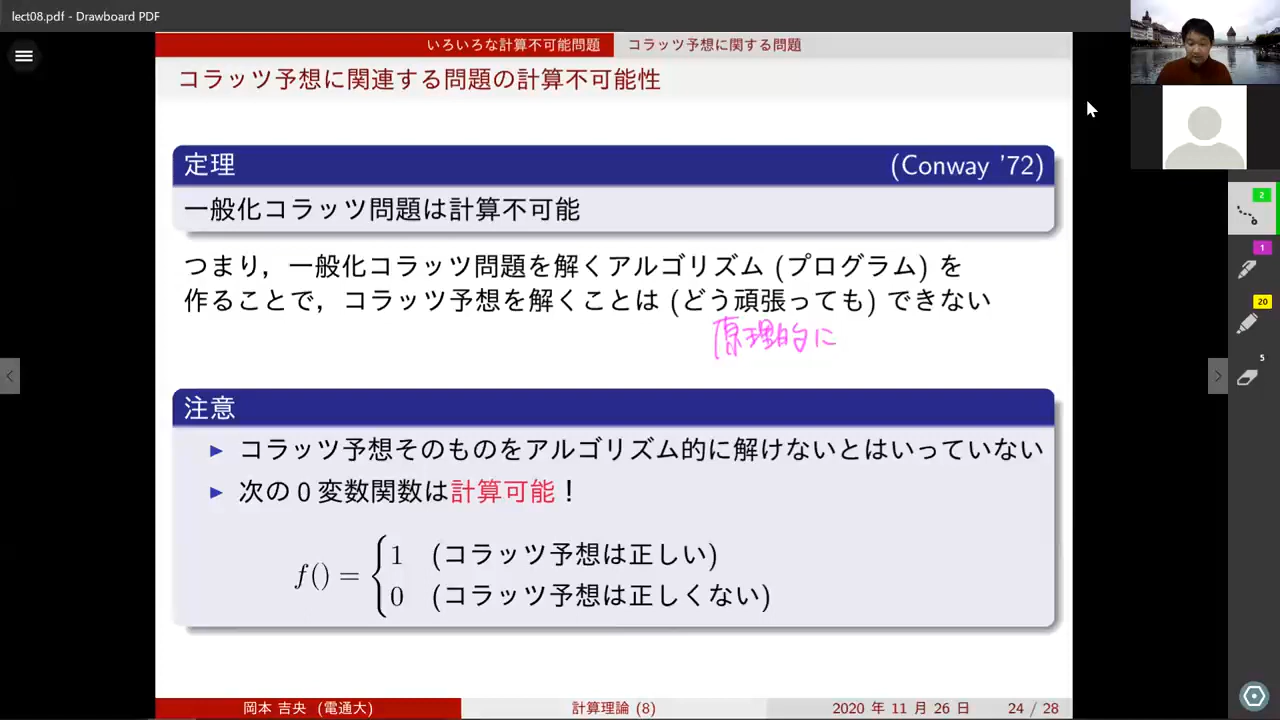 lect08.pdf - Drawboard PDF
いろいろな計算不可能問題 コラッツ予想に関する問題
コラッツ予想に関連する問題の計算不可能性
定理 (Conway '72)
一般化コラッツ問題は計算不可能
つまり，一般化コラッツ問題を解くアルゴリズム (プログラム) を
作ることで，コラッツ予想を解くことは (どう頑張っても) できない
原理的に
注意
▶ コラッツ予想そのものをアルゴリズム的に解けないとはいっていない
▶ 次の 0 変数関数は計算可能！
f() = { 1 (コラッツ予想は正しい)
0 (コラッツ予想は正しくない)
岡本 吉央 (電通大) 計算理論 (8) 2020 年 11 月 26 日 24 / 28
2
1
20
5